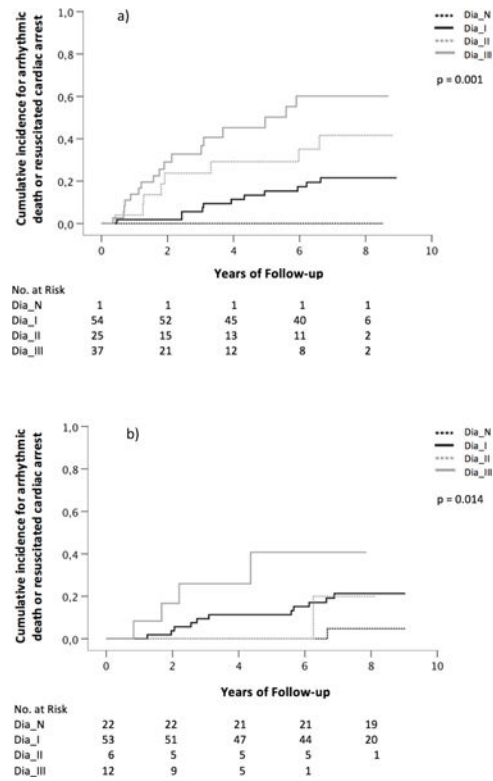 a)
Cumulative incidence for arrhythmic
death or resuscitated cardiac arrest
1,0
0,8
0,6
0,4
0,2
0,0
0 2 4 6 8 10
Years of Follow-up
Dia_N
Dia_I
Dia_II
Dia_III
p = 0.001
No. at Risk
Dia_N 1 1 1 1 1
Dia_I 54 52 45 40 6
Dia_II 25 15 13 11 2
Dia_III 37 21 12 8 2
b)
Cumulative incidence for arrhythmic
death or resuscitated cardiac arrest
1,0
0,8
0,6
0,4
0,2
0,0
0 2 4 6 8 10
Years of Follow-up
Dia_N
Dia_I
Dia_II
Dia_III
p = 0.014
No. at Risk
Dia_N 22 22 21 21 19
Dia_I 53 51 47 44 20
Dia_II 6 5 5 5 1
Dia_III 12 9 5 1